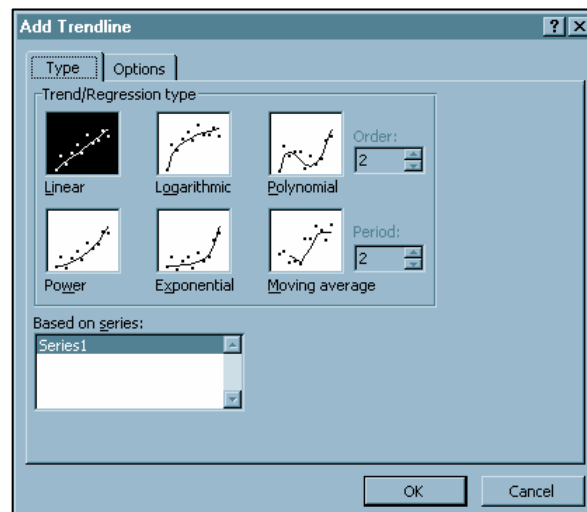 Add Trendline
Type Options
Trend/Regression type
Linear Logarithmic Polynomial Order: 2
Power Exponential Moving average Period: 2
Based on series:
Series1
OK Cancel